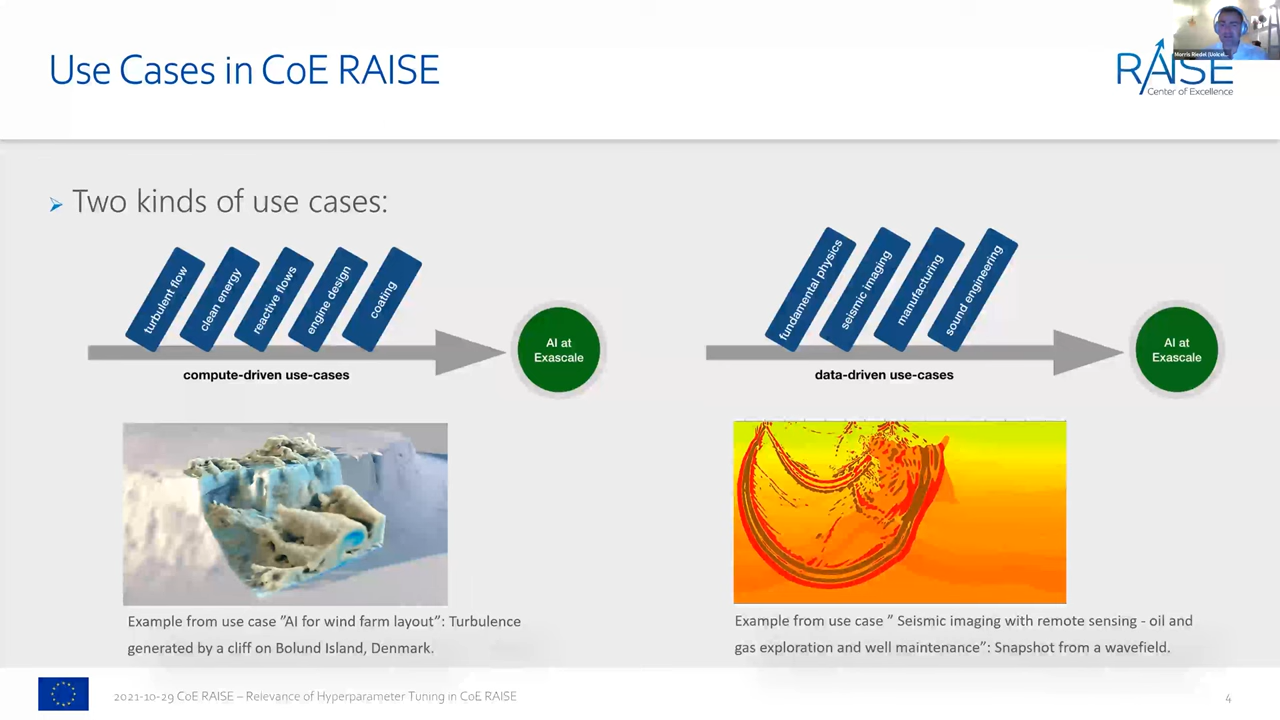 Use Cases in CoE RAISE
RAISE
Center of Excellence
Two kinds of use cases:
turbulent flow
clean energy
reactive flows
engine design
coating
AI at
Exascale
compute-driven use-cases
fundamental physics
seismic imaging
manufacturing
sound engineering
AI at
Exascale
data-driven use-cases
Example from use case ”AI for wind farm layout”: Turbulence
generated by a cliff on Bolund Island, Denmark.
Example from use case ” Seismic imaging with remote sensing - oil and
gas exploration and well maintenance”: Snapshot from a wavefield.
2021-10-29 CoE RAISE – Relevance of Hyperparameter Tuning in CoE RAISE
4